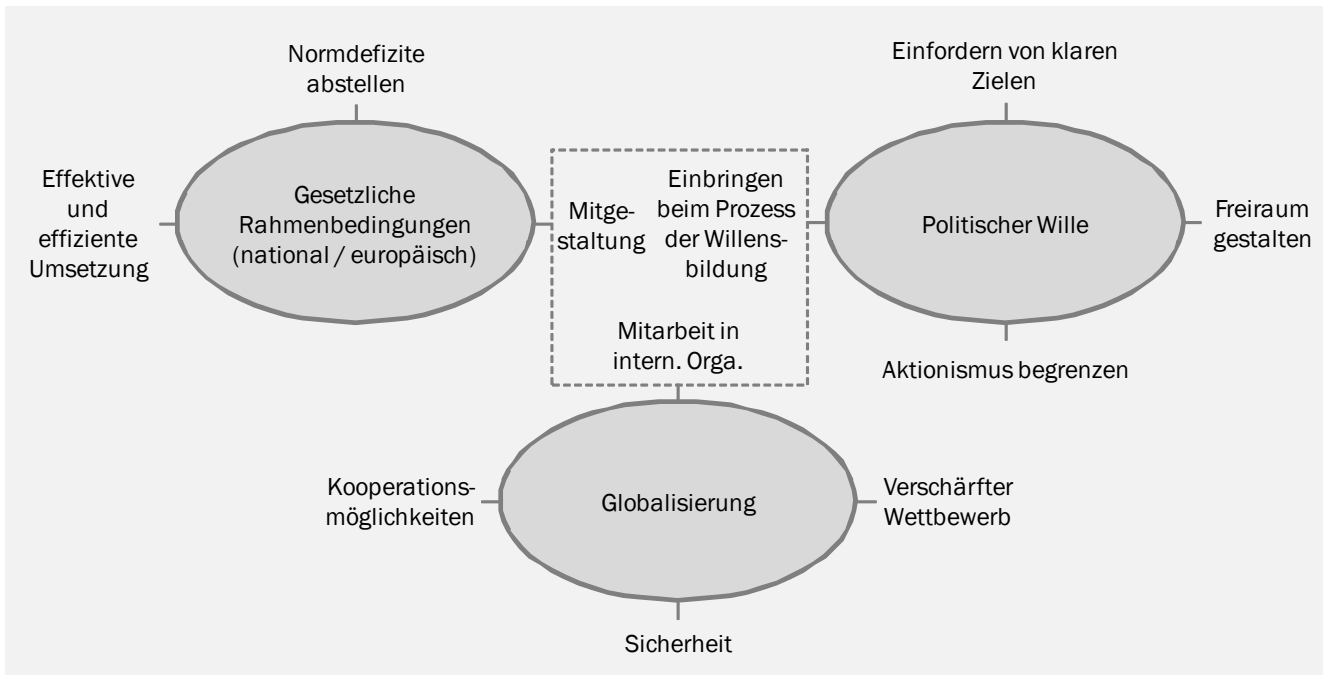 Normdefizite
abstellen
Effektive
und
effiziente
Umsetzung
Gesetzliche
Rahmenbedingungen
(national / europäisch)
Mitge-
staltung
Einbringen
beim Prozess
der Willens-
bildung
Mitarbeit in
intern. Orga.
Einfordern von klaren
Zielen
Politischer Wille
Freiraum
gestalten
Aktionismus begrenzen
Kooperations-
möglichkeiten
Globalisierung
Verschärfter
Wettbewerb
Sicherheit